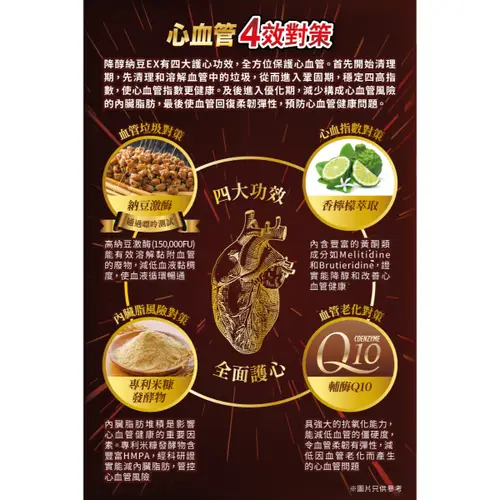 心血管4效對策
降醇納豆EX有四大護心功效，全方位保護心血管。首先開始清理
期，先清理和溶解血管中的垃圾，從而進入鞏固期，穩定四高指
數，使心血管指數更健康。及後進入優化期，減少構成心血管風險
的內臟脂肪，最後使血管回復柔韌彈性，預防心血管健康問題。
血管垃圾對策
納豆激酶
通過嘌呤測試
高納豆激酶(150,000FU)
能有效溶解黏附血管
的廢物，減低血液黏稠
度，使血液循環暢通
心血指數對策
香檸檬萃取
內含豐富的黃酮類
成分如Melitidine
和Brutieridine，證
實能降醇和改善心
血管健康
四大功效
全面護心
內臟脂風險對策
專利米糠
發酵物
內臟脂肪堆積是影響
心血管健康的重要因
素。專利米糠發酵物含
豐富HMPA，經科研證
實能減內臟脂肪，管控
心血管風險
血管老化對策
COENZYME
Q10
輔酶Q10
具強大的抗氧化能力，
能減低血管的僵硬度，
令血管柔韌有彈性，減
低因血管老化而產生
的心血管問題
※圖片只供參考